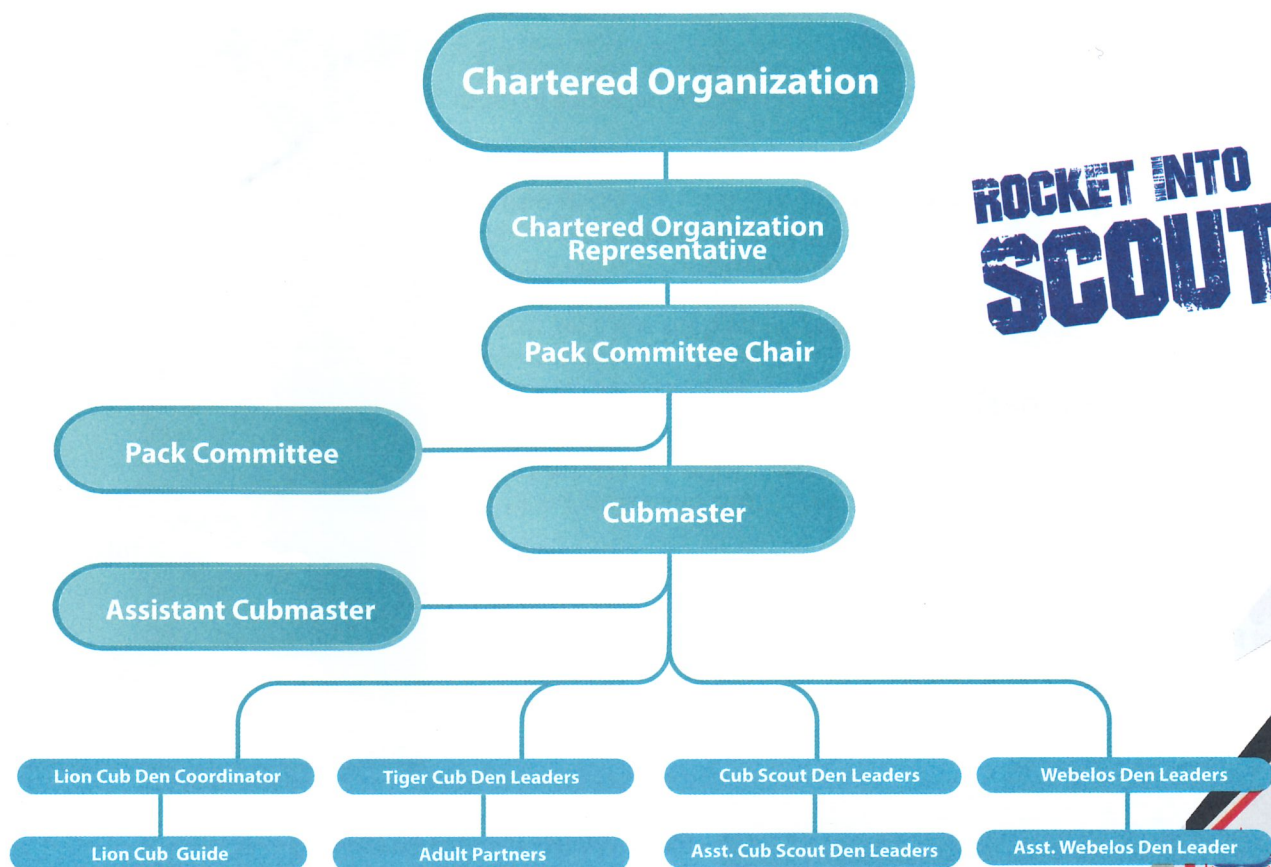 Chartered Organization
ROCKET INTO
SCOUT
Chartered Organization
Representative
Pack Committee Chair
Pack Committee
Cubmaster
Assistant Cubmaster
Lion Cub Den Coordinator
Tiger Cub Den Leaders
Cub Scout Den Leaders
Webelos Den Leaders
Lion Cub Guide
Adult Partners
Asst. Cub Scout Den Leaders
Asst. Webelos Den Leader